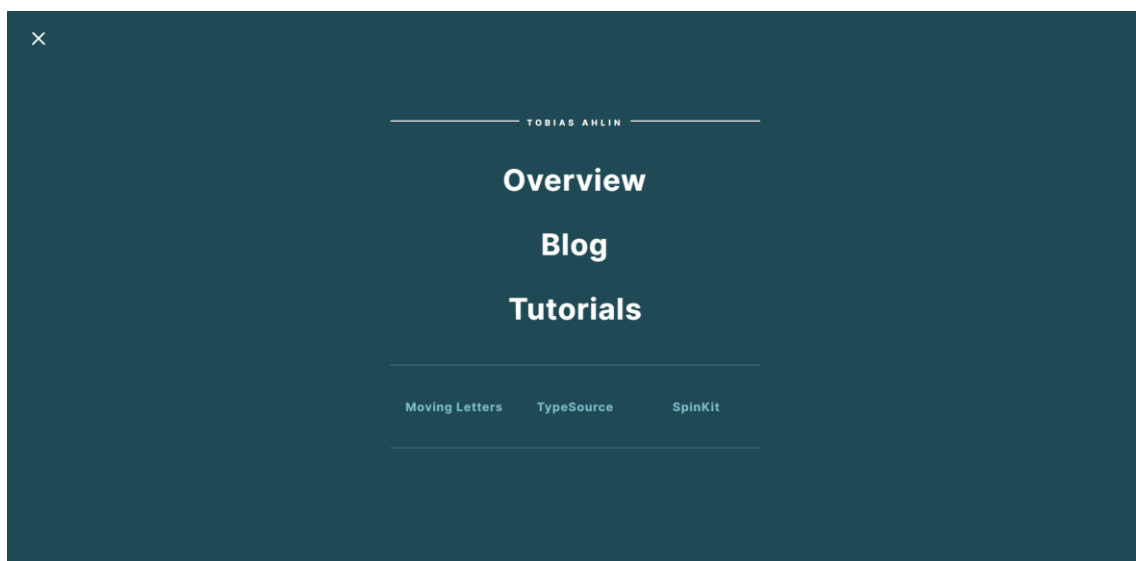 TOBIAS AHLIN
Overview
Blog
Tutorials
Moving Letters TypeSource SpinKit